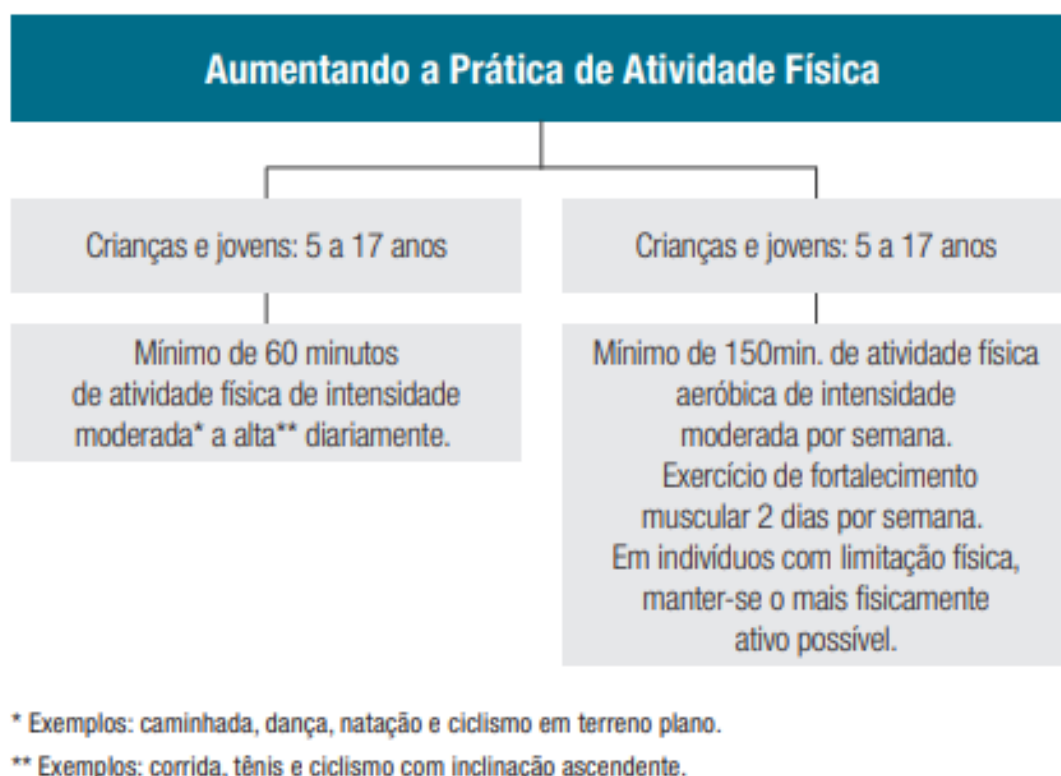 Aumentando a Prática de Atividade Física
Crianças e jovens: 5 a 17 anos
Mínimo de 60 minutos
de atividade física de intensidade
moderada* a alta** diariamente.
Crianças e jovens: 5 a 17 anos
Mínimo de 150min. de atividade física
aeróbica de intensidade
moderada por semana.
Exercício de fortalecimento
muscular 2 dias por semana.
Em indivíduos com limitação física,
manter-se o mais fisicamente
ativo possível.
* Exemplos: caminhada, dança, natação e ciclismo em terreno plano.
** Exemplos: corrida, tênis e ciclismo com inclinação ascendente.